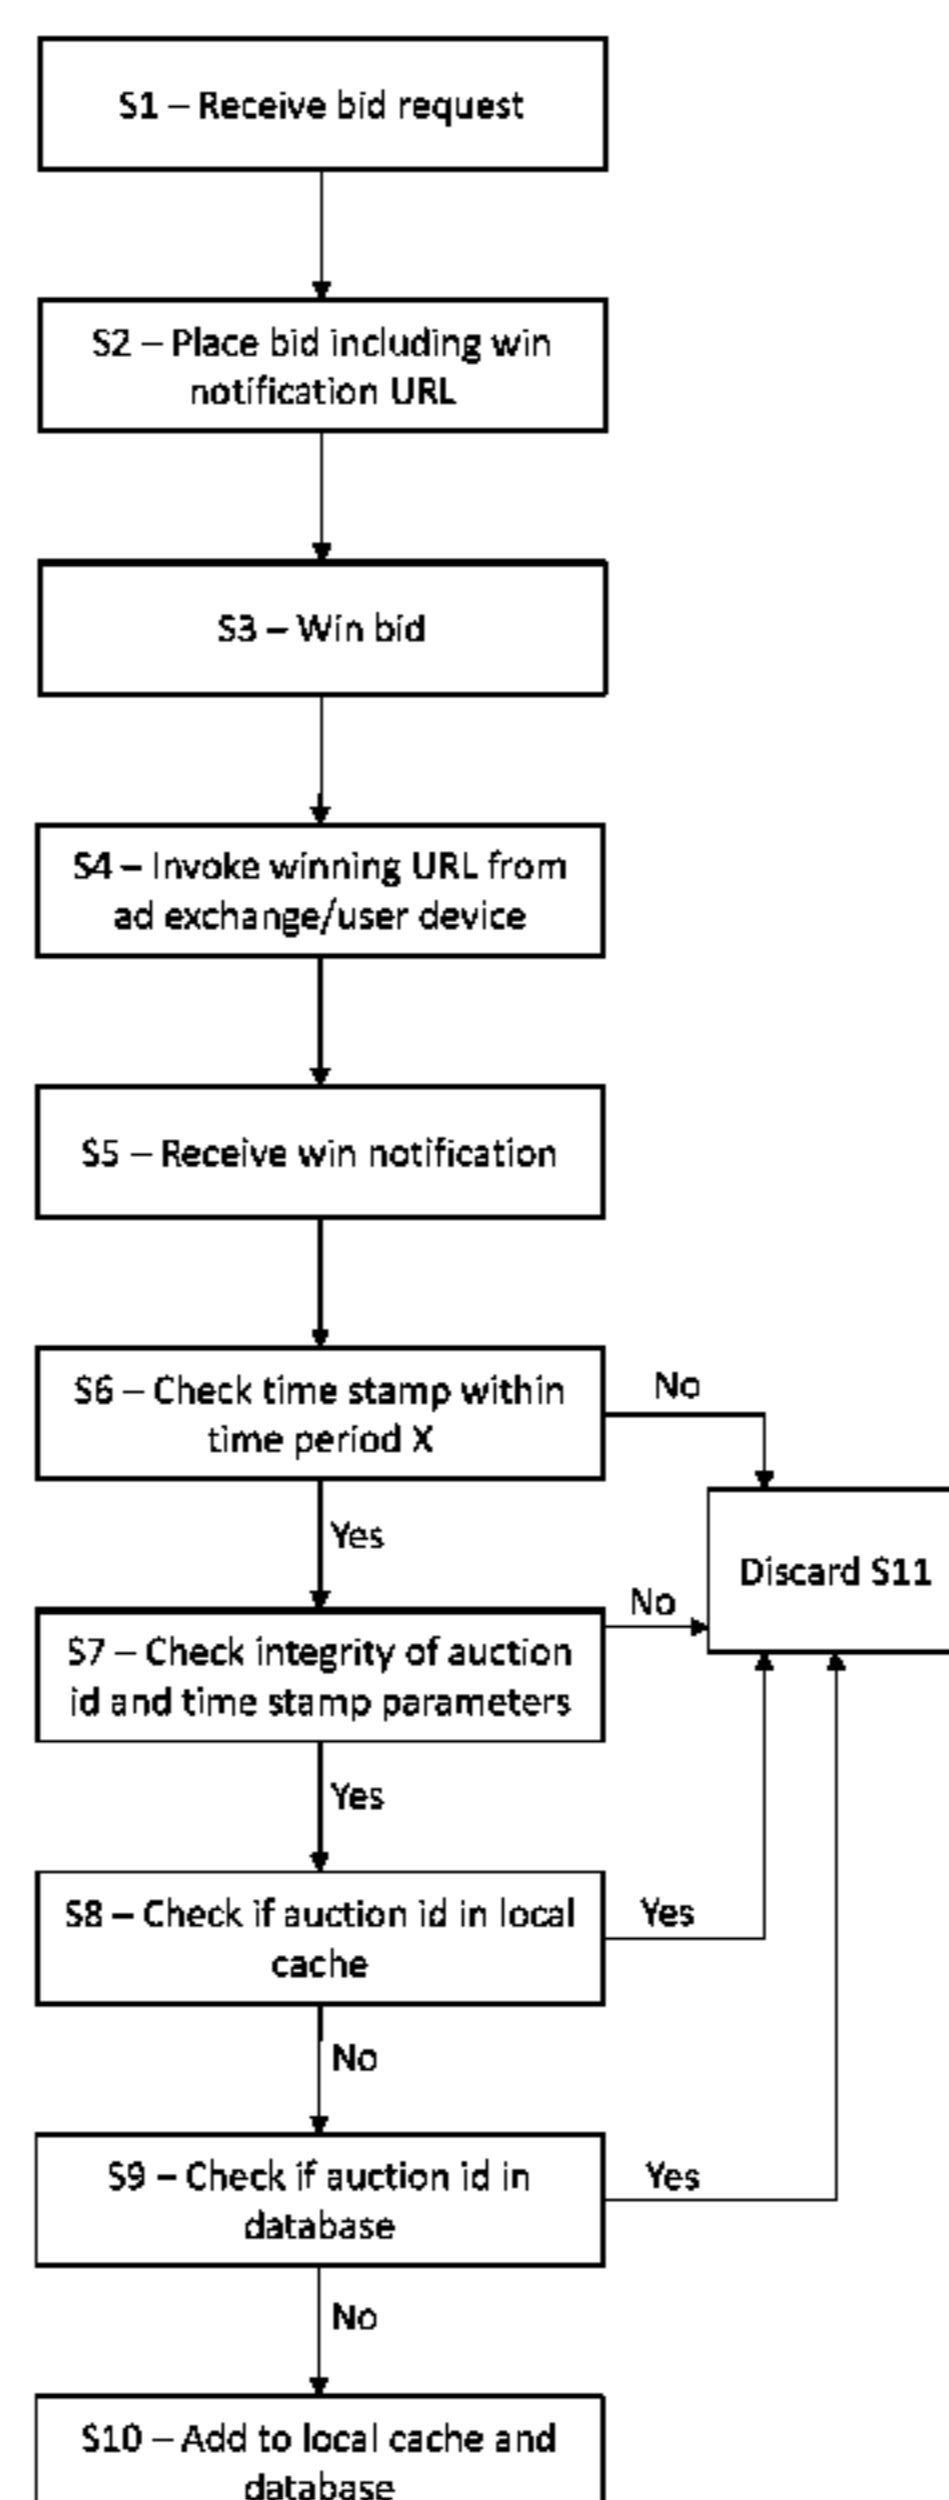 S1 – Receive bid request
S2 – Place bid including win
notification URL
S3 – Win bid
S4 – Invoke winning URL from
ad exchange/user device
S5 – Receive win notification
S6 – Check time stamp within
time period X
No
Yes
Discard S11
No
S7 – Check integrity of auction
id and time stamp parameters
Yes
S8 – Check if auction id in local
cache
Yes
No
S9 – Check if auction id in
database
Yes
No
S10 – Add to local cache and
database